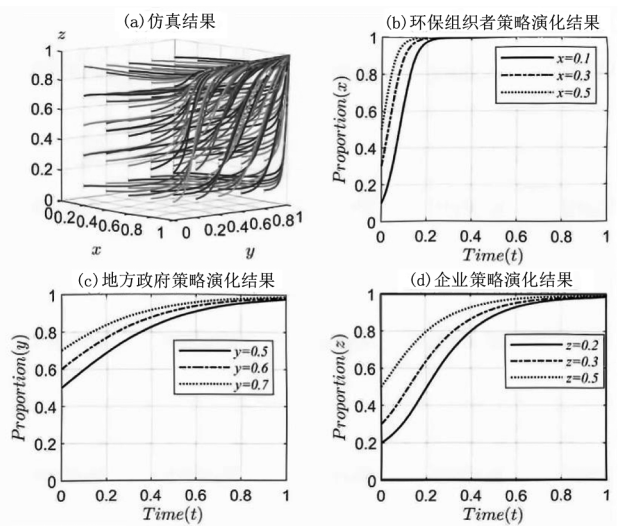 (a)仿真结果
z
1
0.8
0.6
0.4
0.2
0
0 0.2 0.4 0.6 0.8 1
x
0 0.2 0.4 0.6 0.81
y
(b)环保组织者策略演化结果
Proportion(x)
1
0.8
0.6
0.4
0.2
0
x=0.1
x=0.3
x=0.5
0 0.2 0.4 0.6 0.8 1
Time(t)
(c)地方政府策略演化结果
Proportion(y)
1
0.8
0.6
0.4
0.2
0
y=0.5
y=0.6
y=0.7
0 0.2 0.4 0.6 0.8 1
Time(t)
(d)企业策略演化结果
Proportion(z)
1
0.8
0.6
0.4
0.2
0
z=0.2
z=0.3
z=0.5
0 0.2 0.4 0.6 0.8 1
Time(t)